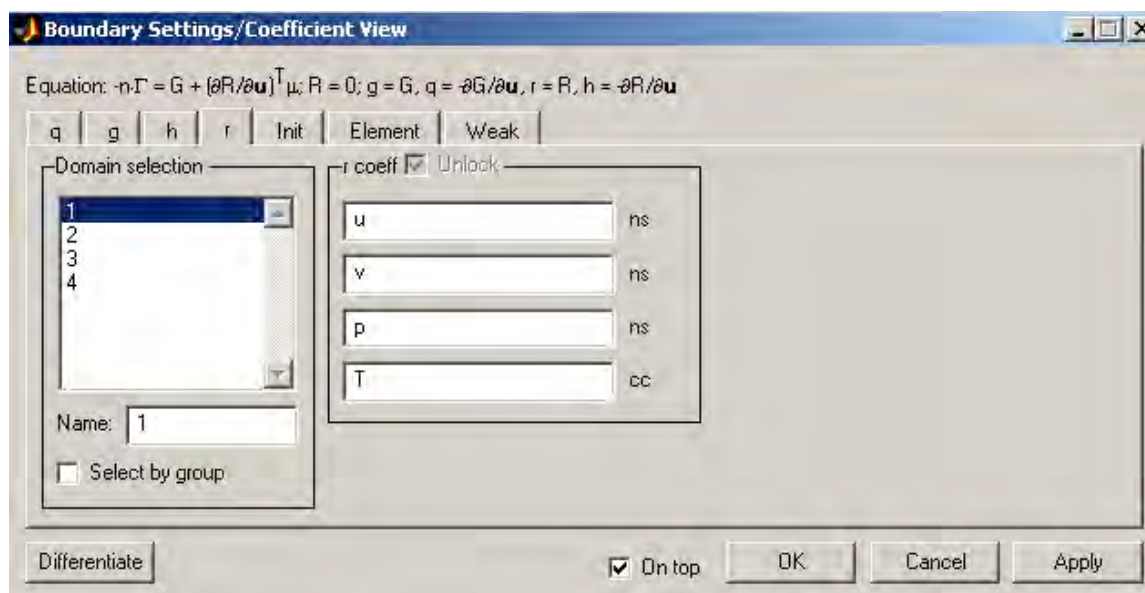 Boundary Settings/Coefficient View
Equation: -n·Γ = G + (∂R/∂u)ᵀμ; R = 0; g = G, q = -∂G/∂u, r = R, h = -∂R/∂u
q g h r Init Element Weak
Domain selection
1
2
3
4
Name: 1
Select by group
r coeff Unlock
u ns
v ns
p ns
T cc
Differentiate On top OK Cancel Apply